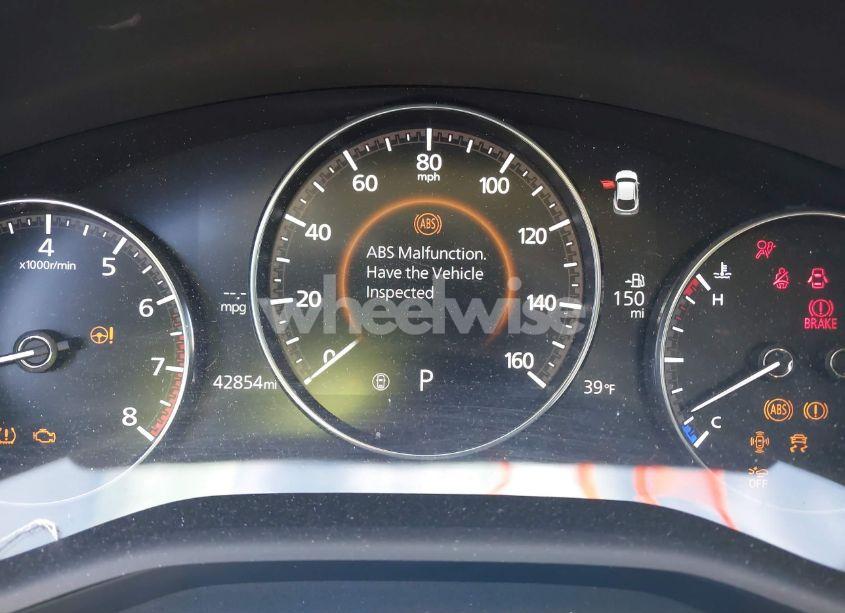 80
mph
60
100
40
120
20
140
0
160
ABS
ABS Malfunction.
Have the Vehicle
Inspected
P
4
5
x1000r/min
6
7
8
--.-
mpg
42854mi
150
mi
39°F
H
C
BRAKE
ABS
OFF
wheelwise